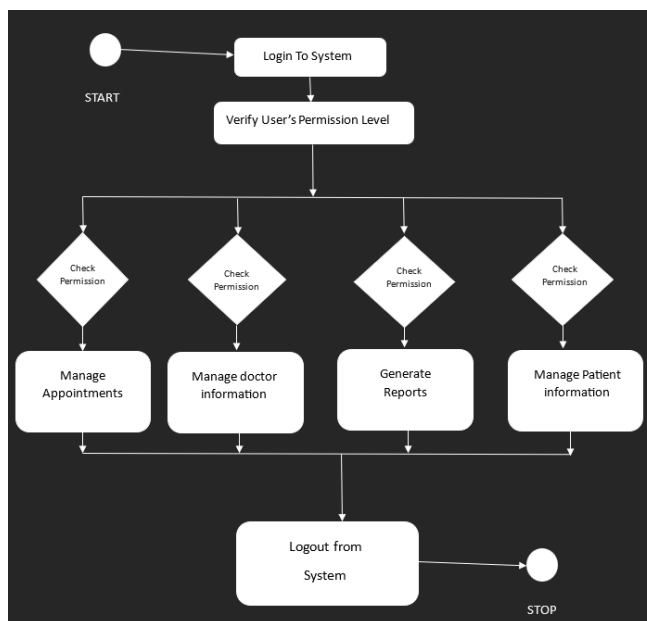 Login To System
START
Verify User's Permission Level
Check
Permission
Check
Permission
Check
Permission
Check
Permission
Manage
Appointments
Manage doctor
information
Generate
Reports
Manage Patient
information
Logout from
System
STOP